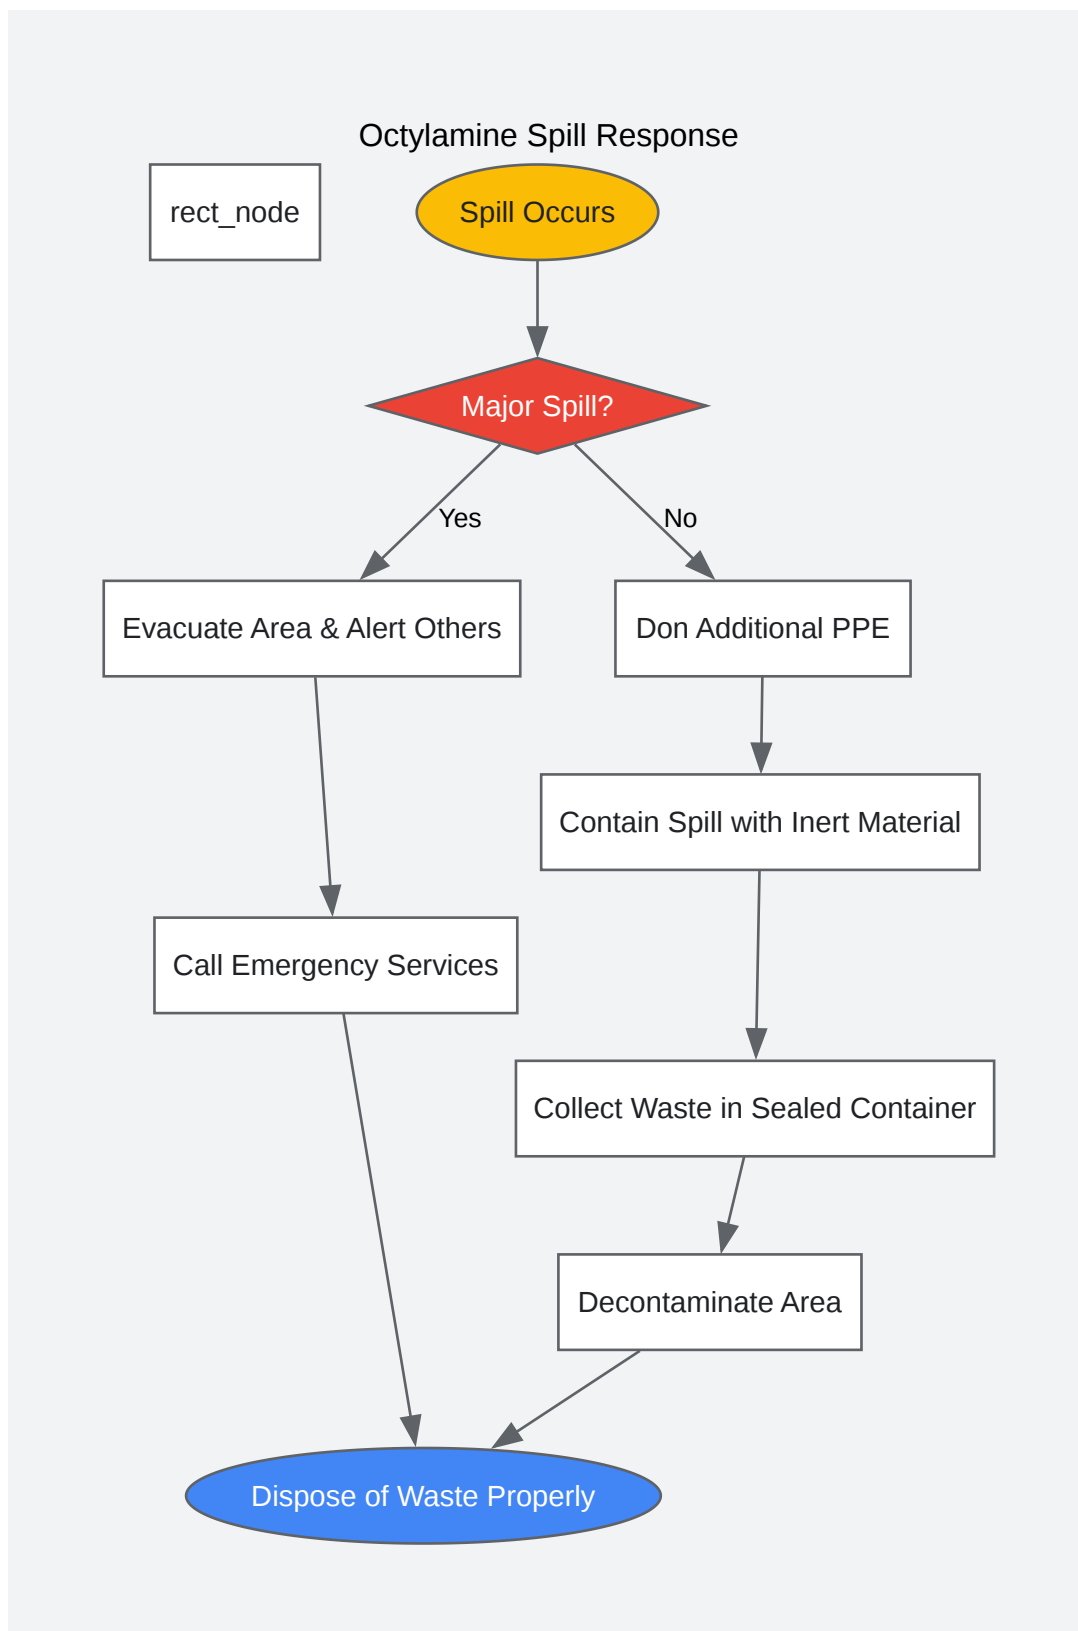 Octylamine Spill Response
rect_node
Spill Occurs
Major Spill?
Yes
No
Evacuate Area & Alert Others
Don Additional PPE
Contain Spill with Inert Material
Call Emergency Services
Collect Waste in Sealed Container
Decontaminate Area
Dispose of Waste Properly